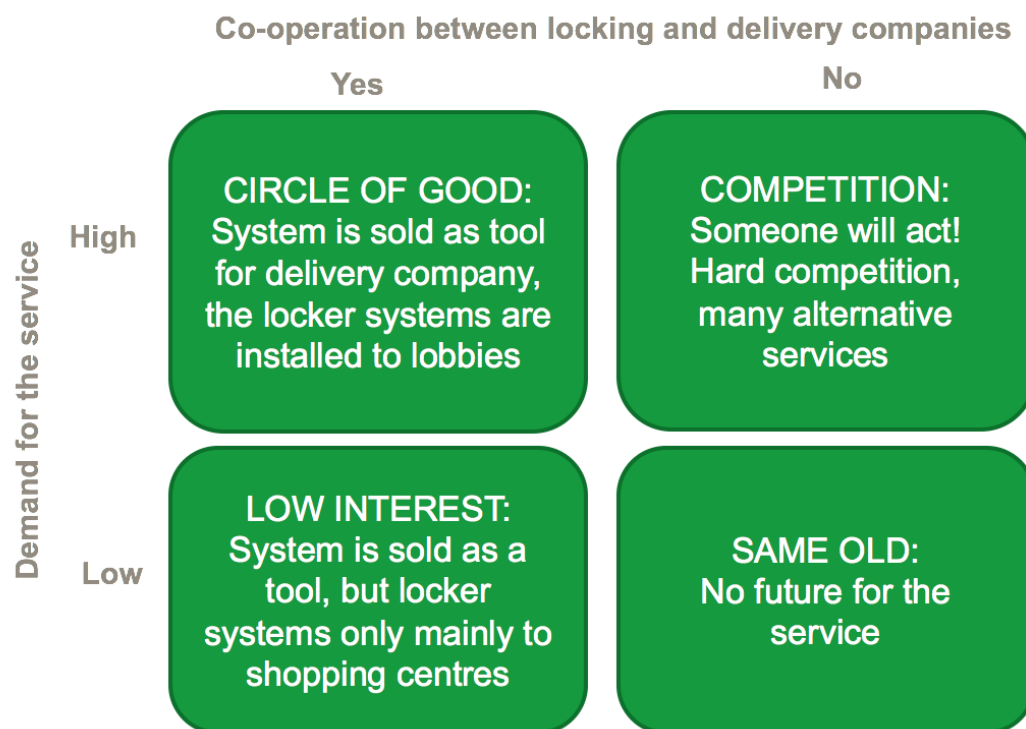 Co-operation between locking and delivery companies
Yes
No
Demand for the service
High
CIRCLE OF GOOD:
System is sold as tool
for delivery company,
the locker systems are
installed to lobbies
COMPETITION:
Someone will act!
Hard competition,
many alternative
services
Low
LOW INTEREST:
System is sold as a
tool, but locker
systems only mainly to
shopping centres
SAME OLD:
No future for the
service